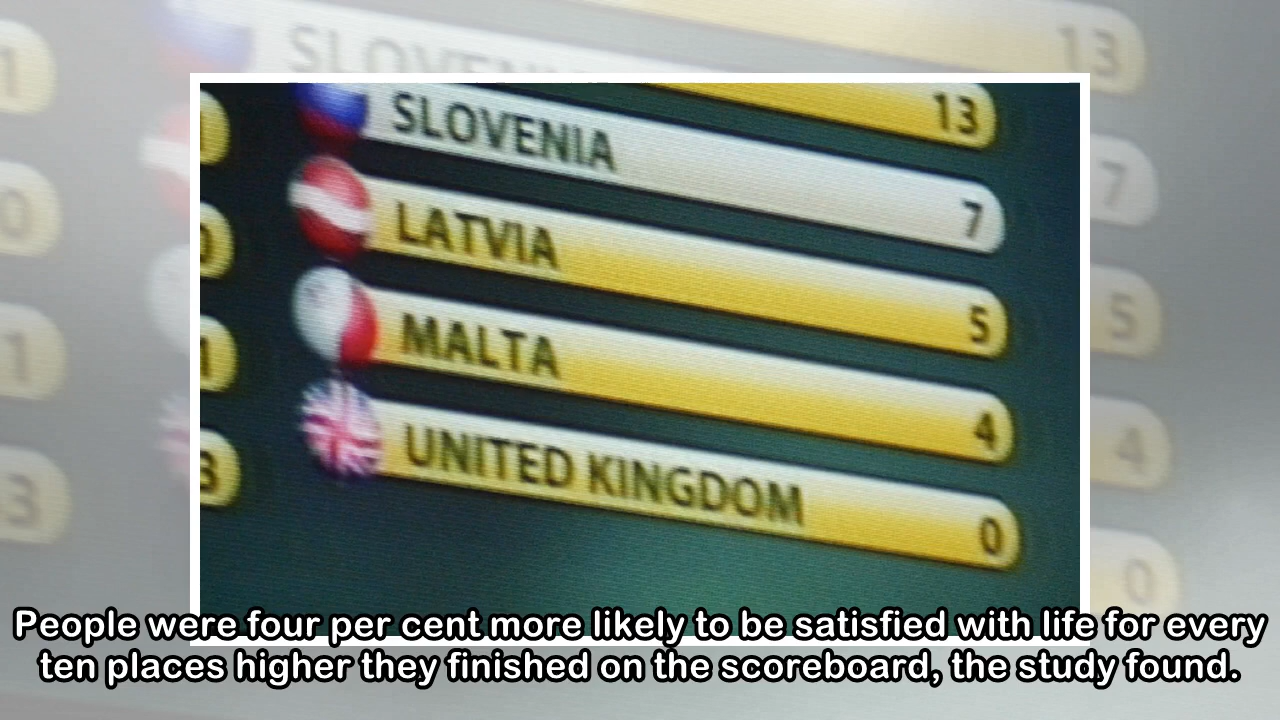 13
SLOVENIA 7
LATVIA 5
MALTA 4
UNITED KINGDOM 0
People were four per cent more likely to be satisfied with life for every
ten places higher they finished on the scoreboard, the study found.